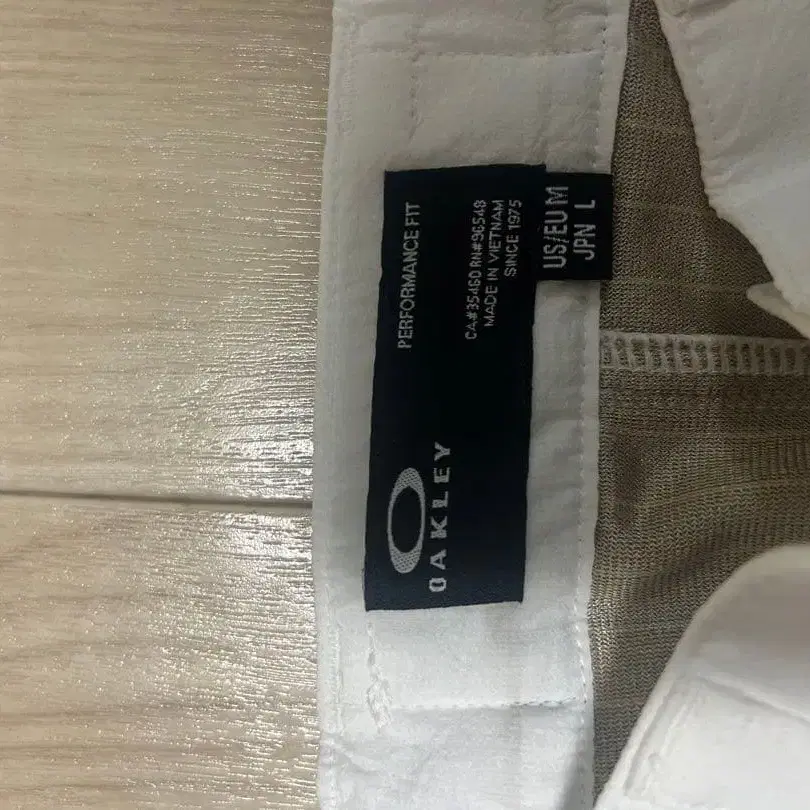 OAKLEY
PERFORMANCE FIT
CA#35460 RN#96548
MADE IN VIETNAM
SINCE 1975
US/EU M
JPN L